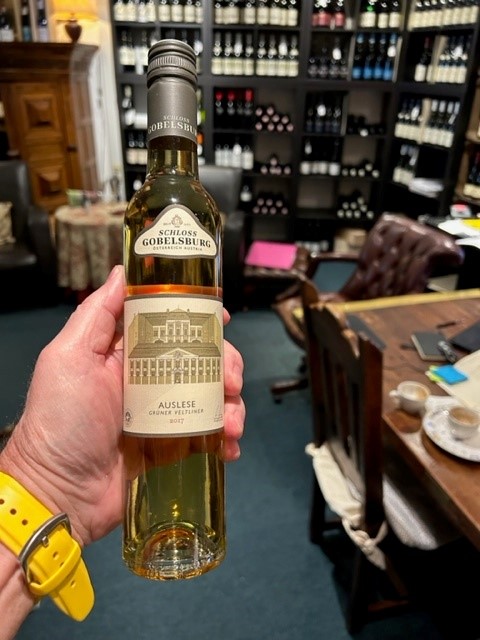 SCHLOSS
GOBELSBURG
SCHLOSS
GOBELSBURG
ÖSTERREICH AUSTRIA
AUSLESE
GRÜNER VELTLINER
2017